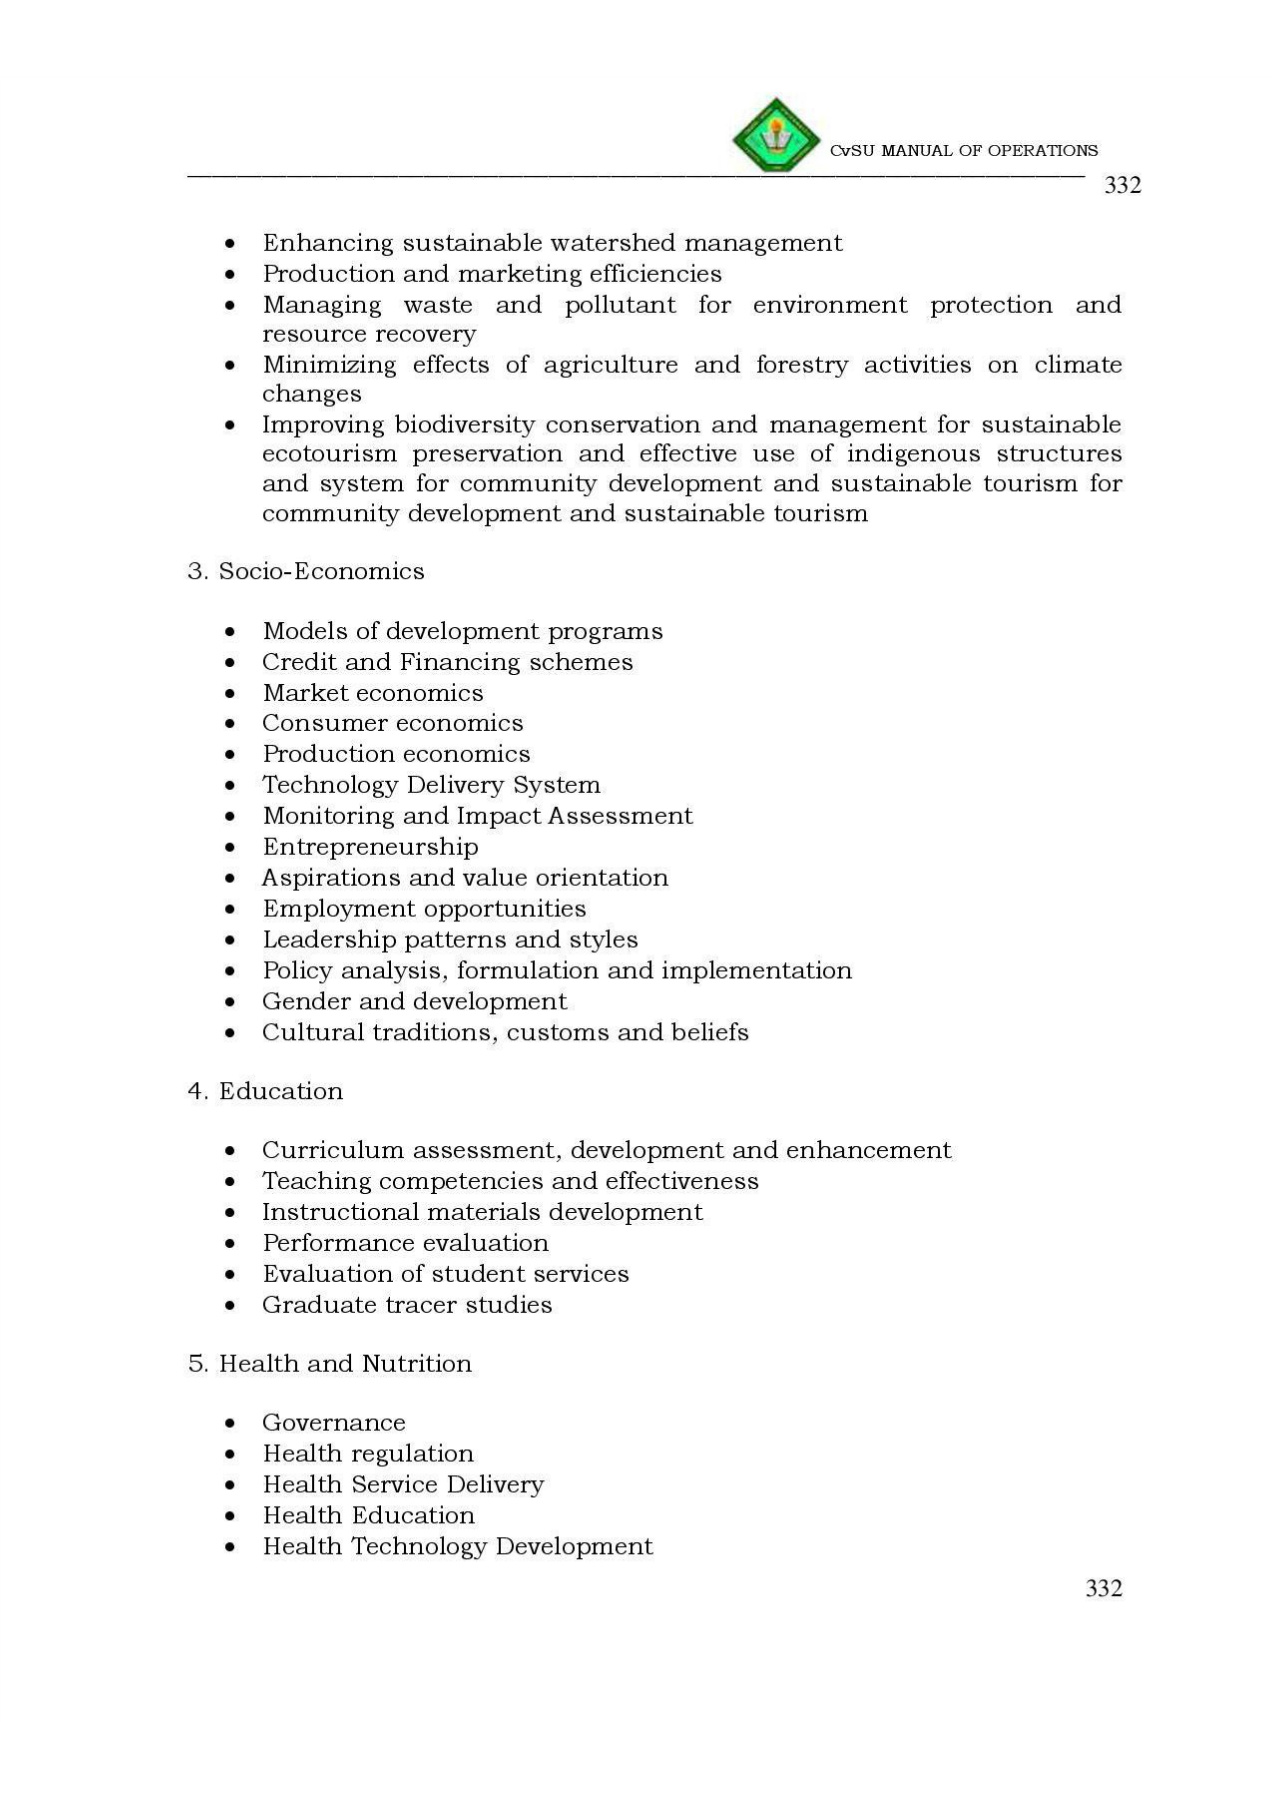 CvSU MANUAL OF OPERATIONS
332
• Enhancing sustainable watershed management
• Production and marketing efficiencies
• Managing waste and pollutant for environment protection and
resource recovery
• Minimizing effects of agriculture and forestry activities on climate
changes
• Improving biodiversity conservation and management for sustainable
ecotourism preservation and effective use of indigenous structures
and system for community development and sustainable tourism for
community development and sustainable tourism
3. Socio-Economics
• Models of development programs
• Credit and Financing schemes
• Market economics
• Consumer economics
• Production economics
• Technology Delivery System
• Monitoring and Impact Assessment
• Entrepreneurship
• Aspirations and value orientation
• Employment opportunities
• Leadership patterns and styles
• Policy analysis, formulation and implementation
• Gender and development
• Cultural traditions, customs and beliefs
4. Education
• Curriculum assessment, development and enhancement
• Teaching competencies and effectiveness
• Instructional materials development
• Performance evaluation
• Evaluation of student services
• Graduate tracer studies
5. Health and Nutrition
• Governance
• Health regulation
• Health Service Delivery
• Health Education
• Health Technology Development
332